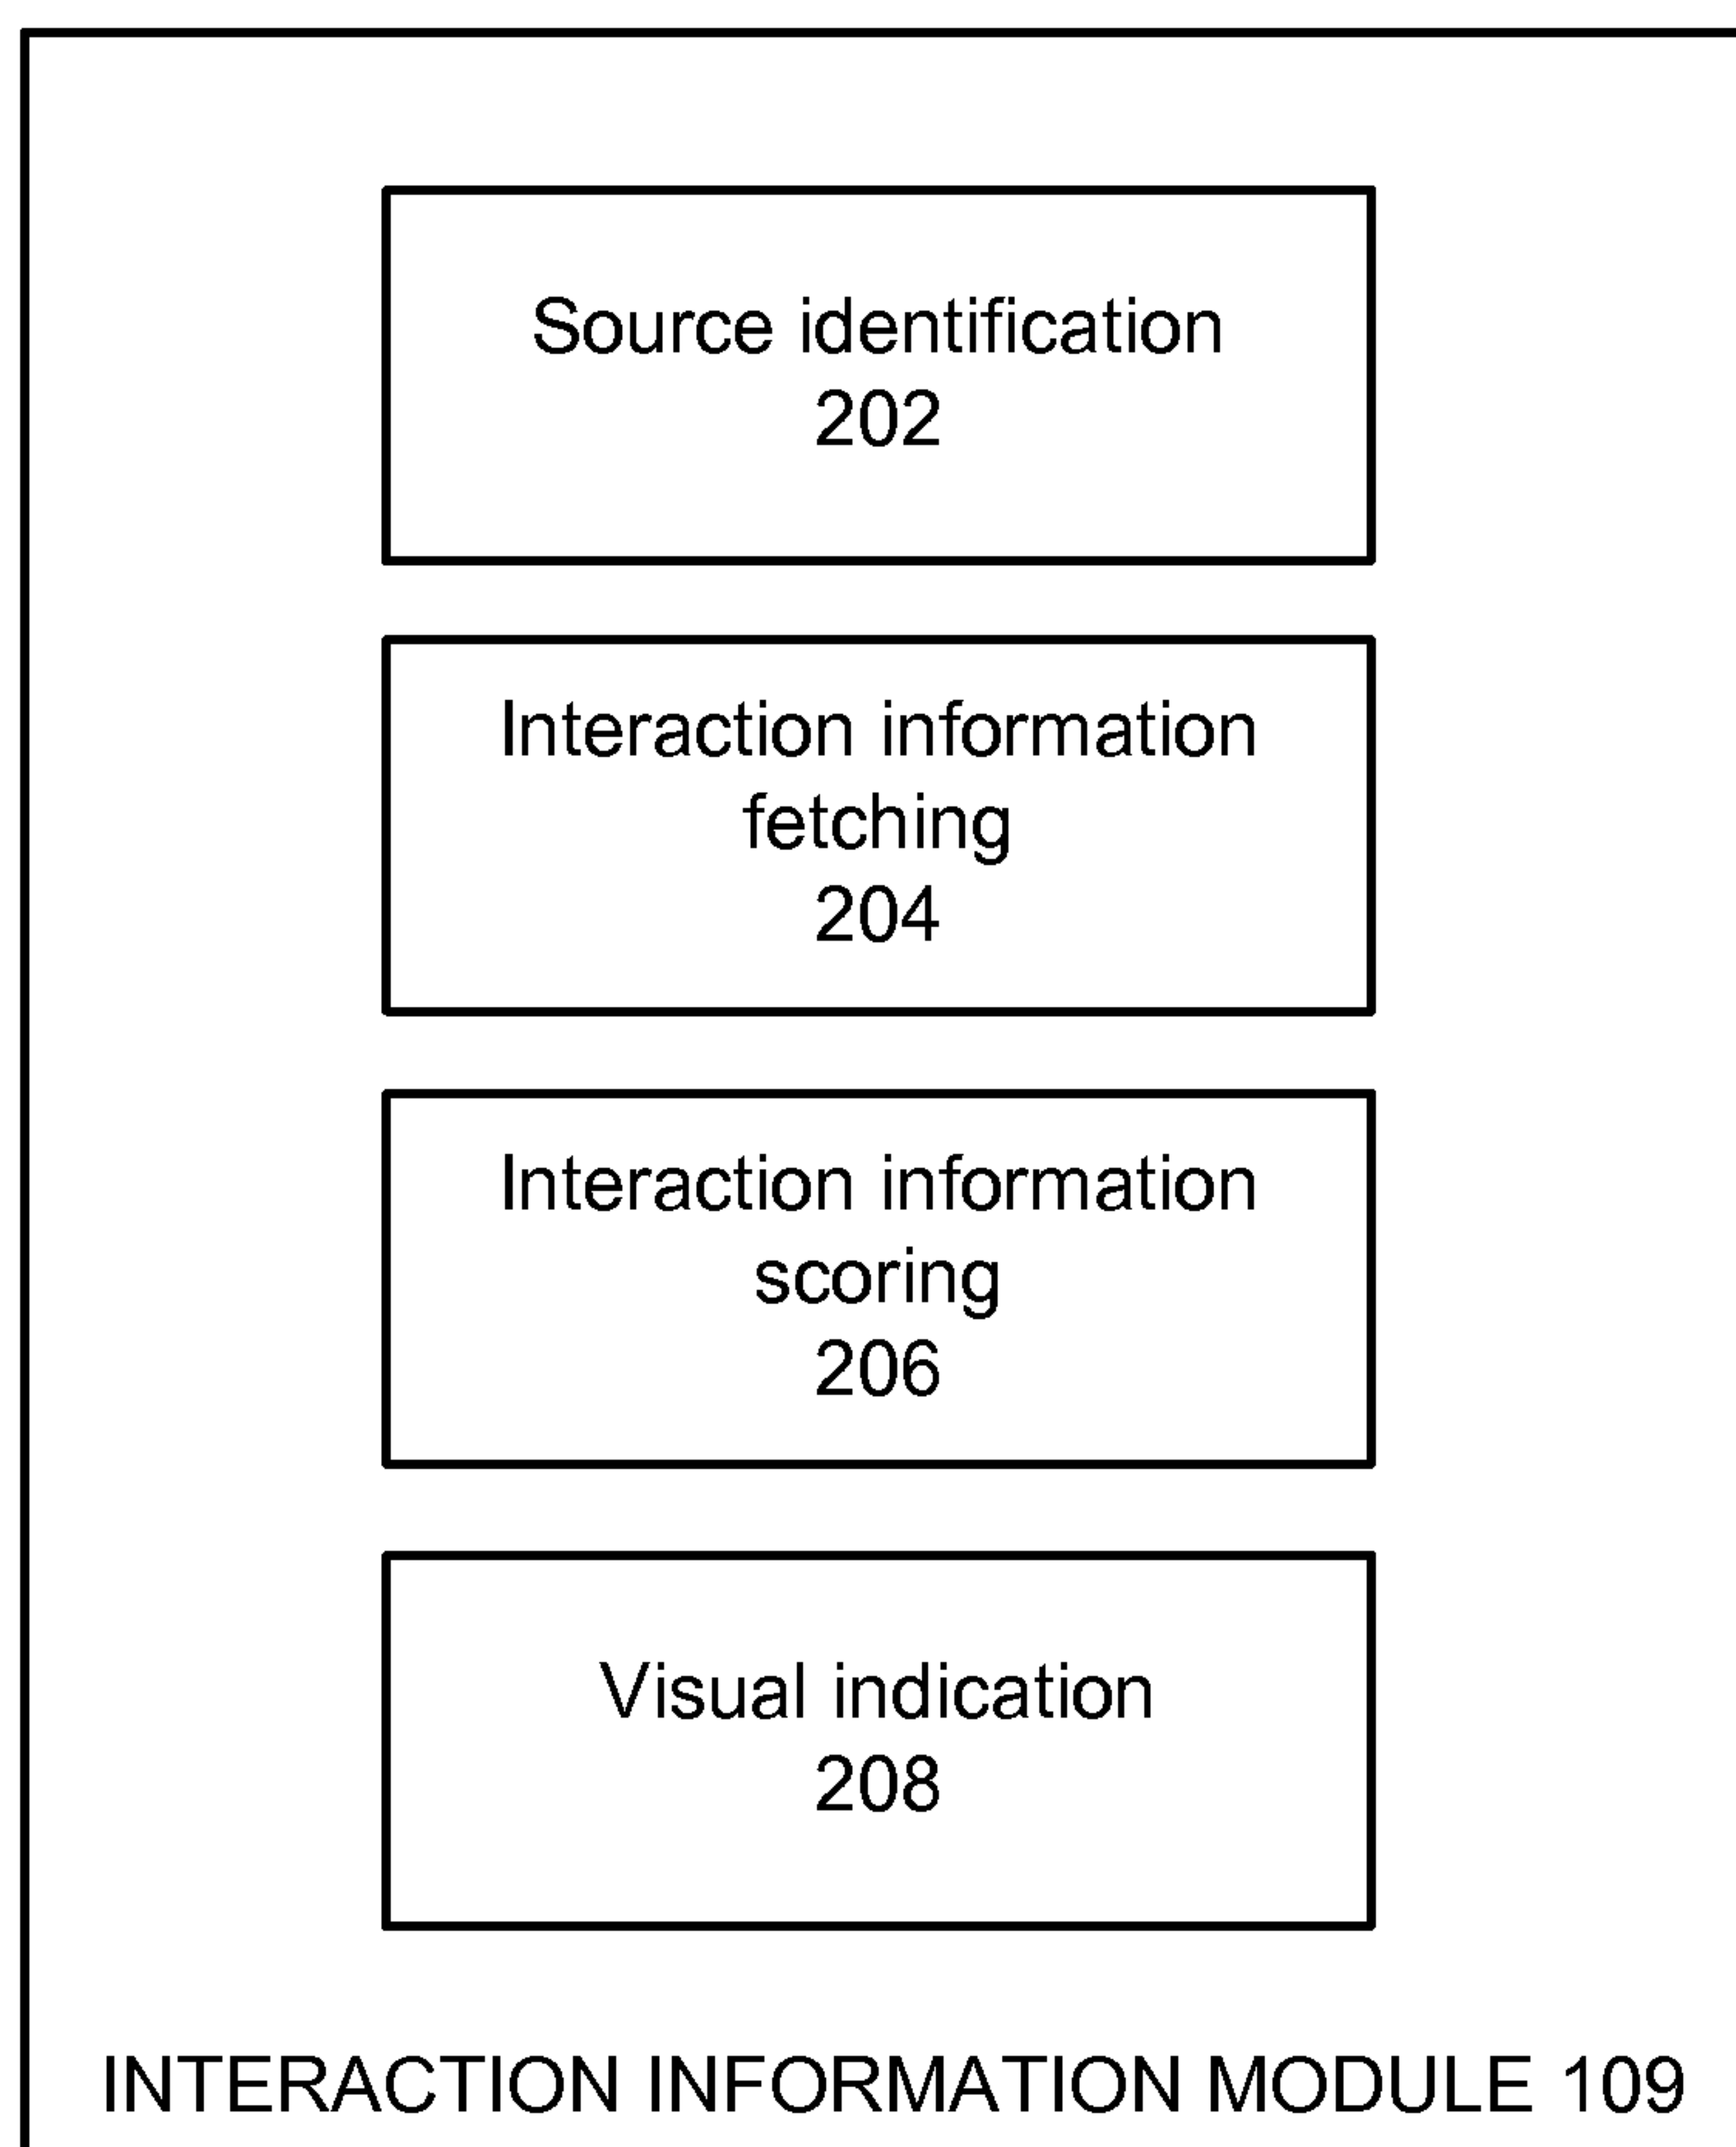 Source identification
202
Interaction information
fetching
204
Interaction information
scoring
206
Visual indication
208
INTERACTION INFORMATION MODULE 109